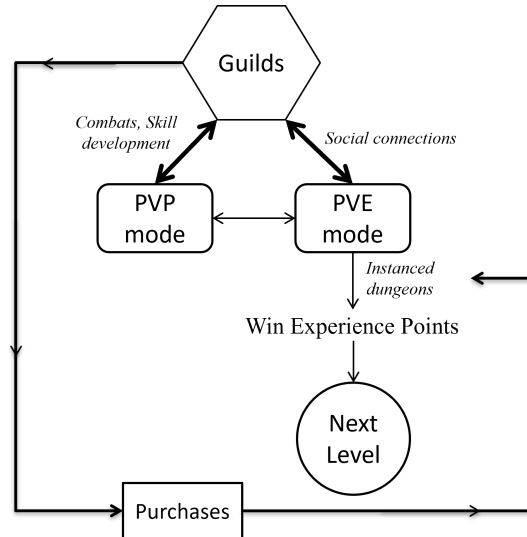 Guilds
Combats, Skill
development
Social connections
PVP
mode
PVE
mode
Instanced
dungeons
Win Experience Points
Next
Level
Purchases